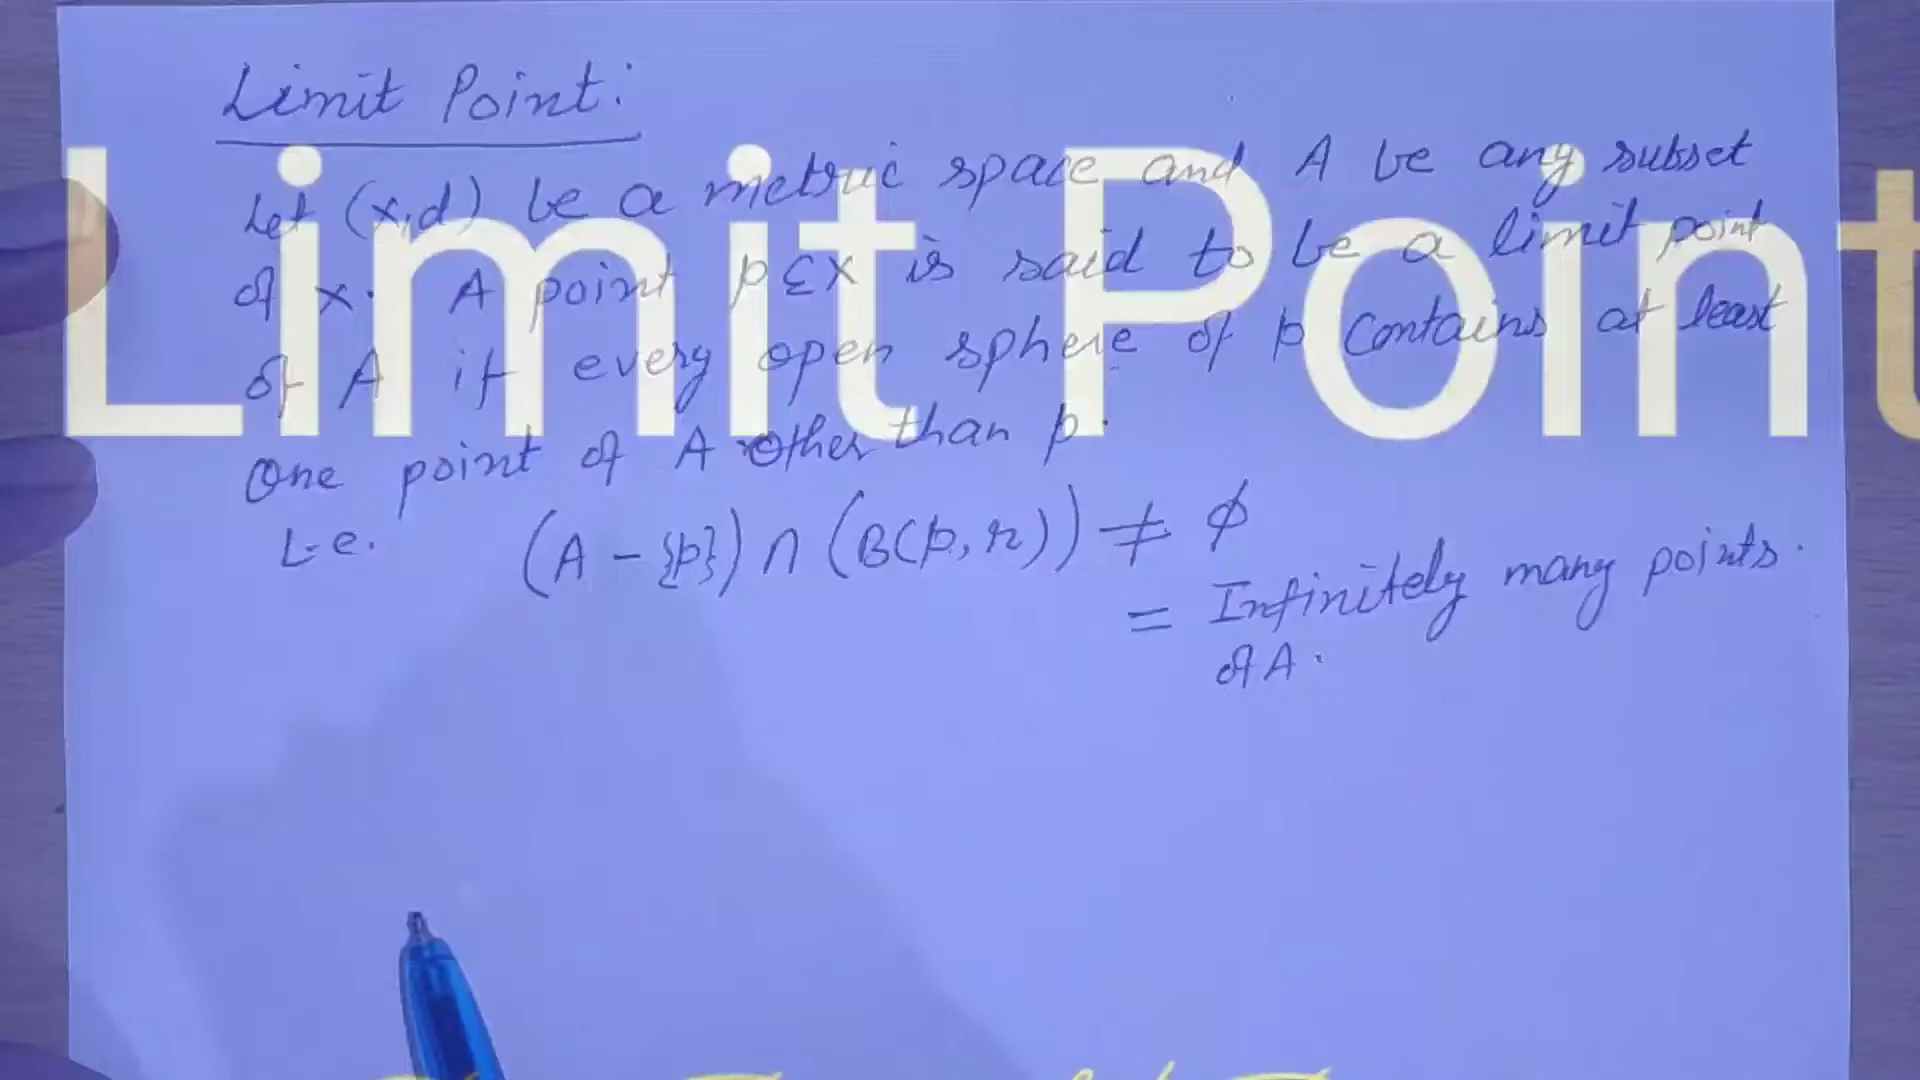 Limit Point:
Limit Point
Let (X,d) be a metric space and A be any subset
of X. A point p∈X is said to be a limit point
of A if every open sphere of p contains at least
One point of A other than p.
i.e. (A - {p}) ∩ (B(p, r)) ≠ ϕ
= Infinitely many points
of A.